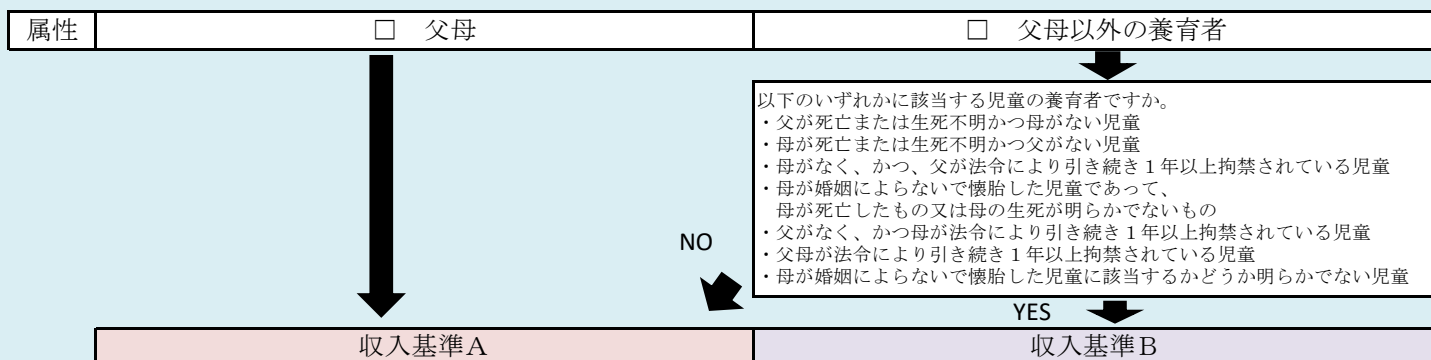 属性
□ 父母
□ 父母以外の養育者
以下のいずれかに該当する児童の養育者ですか。
・父が死亡または生死不明かつ母がない児童
・母が死亡または生死不明かつ父がない児童
・母がなく、かつ、父が法令により引き続き１年以上拘禁されている児童
・母が婚姻によらないで懐胎した児童であって、
母が死亡したもの又は母の生死が明らかでないもの
・父がなく、かつ母が法令により引き続き１年以上拘禁されている児童
・父母が法令により引き続き１年以上拘禁されている児童
・母が婚姻によらないで懐胎した児童に該当するかどうか明らかでない児童
NO
YES
収入基準Ａ
収入基準Ｂ